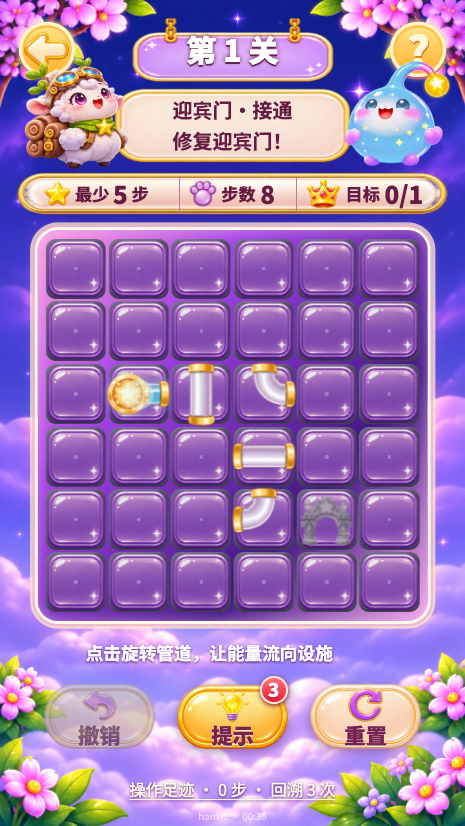 第1关
?
迎宾门·接通
修复迎宾门!
最少5步 步数8 目标0/1
点击旋转管道，让能量流向设施
3
撤销 提示 重置
操作足迹 · 0步 · 回溯3次
00:36